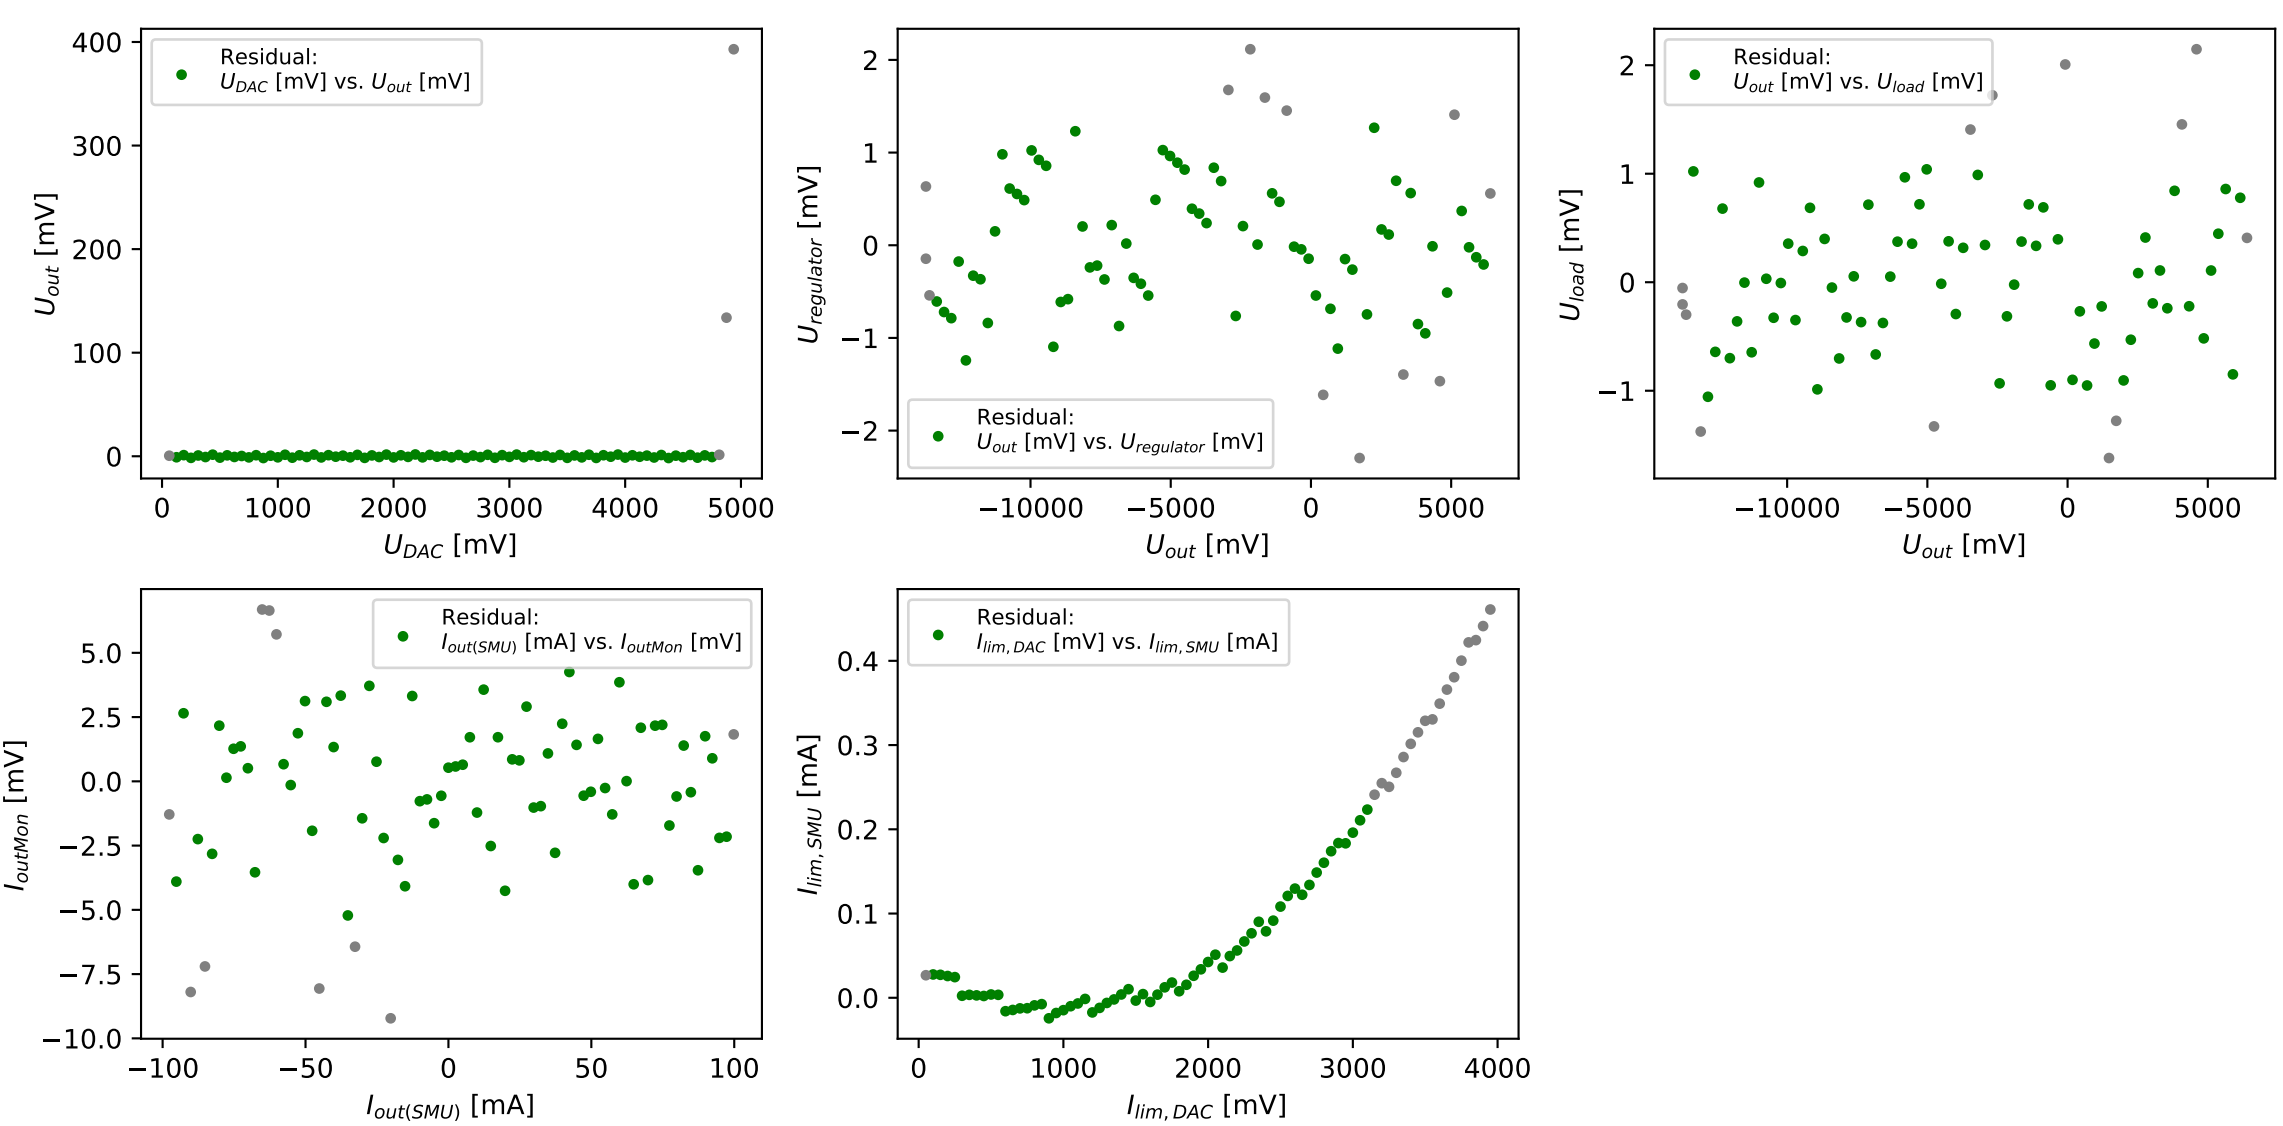 400
300
200
100
0
U_out [mV]
Residual:
U_DAC [mV] vs. U_out [mV]
0 1000 2000 3000 4000 5000
U_DAC [mV]
2
1
0
−1
−2
U_regulator [mV]
Residual:
U_out [mV] vs. U_regulator [mV]
−10000 −5000 0 5000
U_out [mV]
2
1
0
−1
U_load [mV]
Residual:
U_out [mV] vs. U_load [mV]
−10000 −5000 0 5000
U_out [mV]
5.0
2.5
0.0
−2.5
−5.0
−7.5
−10.0
I_outMon [mV]
Residual:
I_out(SMU) [mA] vs. I_outMon [mV]
−100 −50 0 50 100
I_out(SMU) [mA]
0.4
0.3
0.2
0.1
0.0
I_lim, SMU [mA]
Residual:
I_lim, DAC [mV] vs. I_lim, SMU [mA]
0 1000 2000 3000 4000
I_lim, DAC [mV]